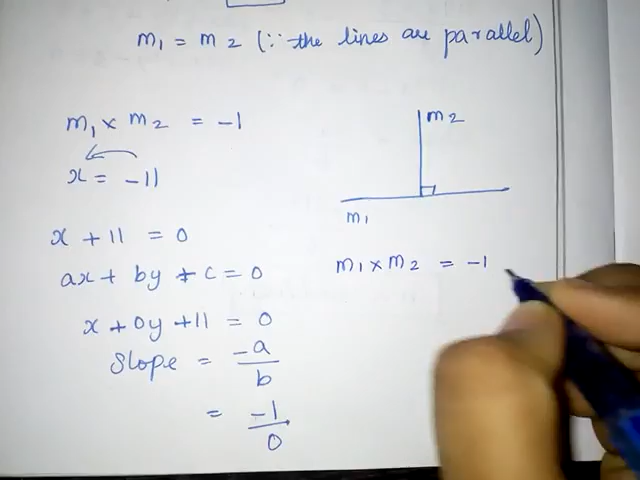 m₁ = m₂ (∵ the lines are parallel)
m₁ × m₂ = -1
x = -11
x + 11 = 0
ax + by + c = 0
x + 0y + 11 = 0
Slope = -a/b
= -1/0
m₂
m₁
m₁ × m₂ = -1